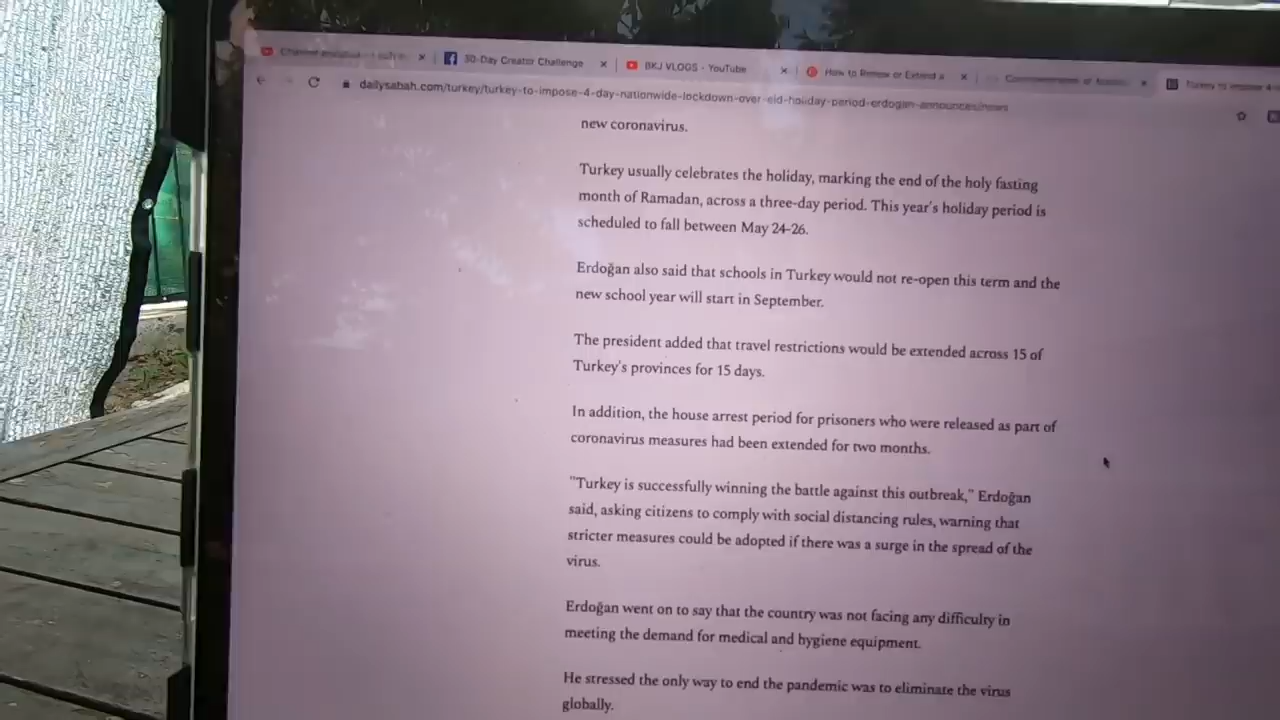 30-Day Creator Challenge
BKJ VLOGS - YouTube
How to Renew or Extend a
dailysabah.com/turkey/turkey-to-impose-4-day-nationwide-lockdown-over-eid-holiday-period-erdogan-announces/news
new coronavirus.
Turkey usually celebrates the holiday, marking the end of the holy fasting
month of Ramadan, across a three-day period. This year's holiday period is
scheduled to fall between May 24-26.
Erdoğan also said that schools in Turkey would not re-open this term and the
new school year will start in September.
The president added that travel restrictions would be extended across 15 of
Turkey's provinces for 15 days.
In addition, the house arrest period for prisoners who were released as part of
coronavirus measures had been extended for two months.
"Turkey is successfully winning the battle against this outbreak," Erdoğan
said, asking citizens to comply with social distancing rules, warning that
stricter measures could be adopted if there was a surge in the spread of the
virus.
Erdoğan went on to say that the country was not facing any difficulty in
meeting the demand for medical and hygiene equipment.
He stressed the only way to end the pandemic was to eliminate the virus
globally.